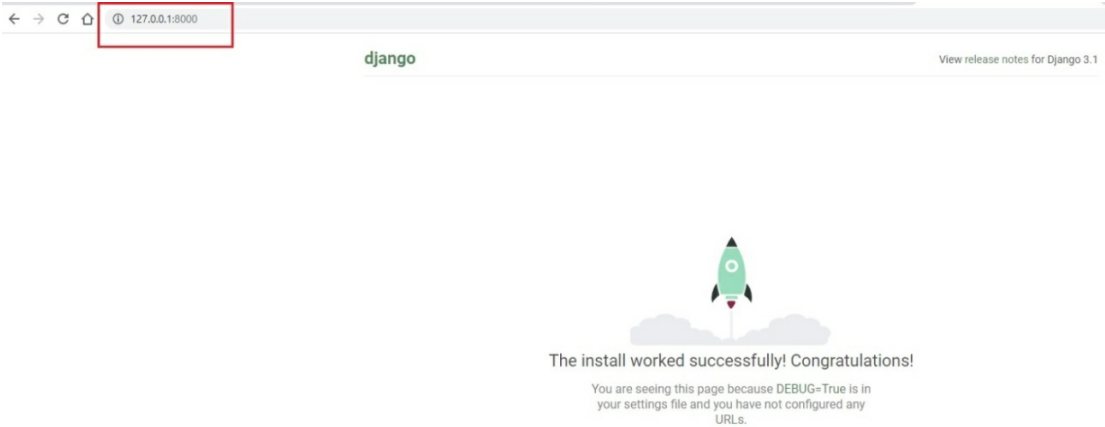 127.0.0.1:8000
django
View release notes for Django 3.1
The install worked successfully! Congratulations!
You are seeing this page because DEBUG=True is in
your settings file and you have not configured any
URLs.